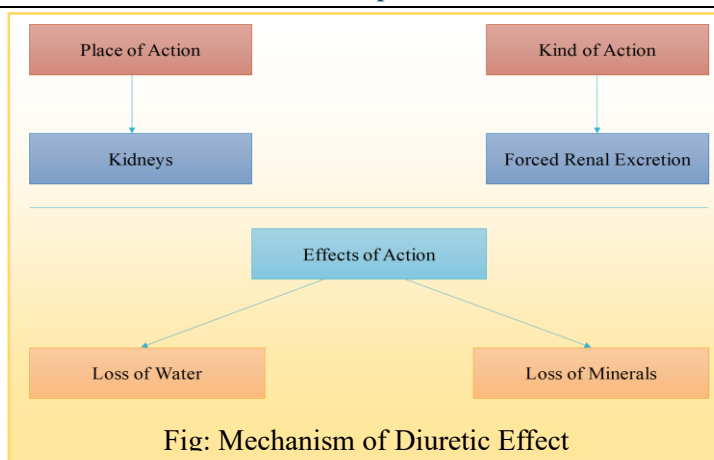 Place of Action
Kind of Action
Kidneys
Forced Renal Excretion
Effects of Action
Loss of Water
Loss of Minerals
Fig: Mechanism of Diuretic Effect